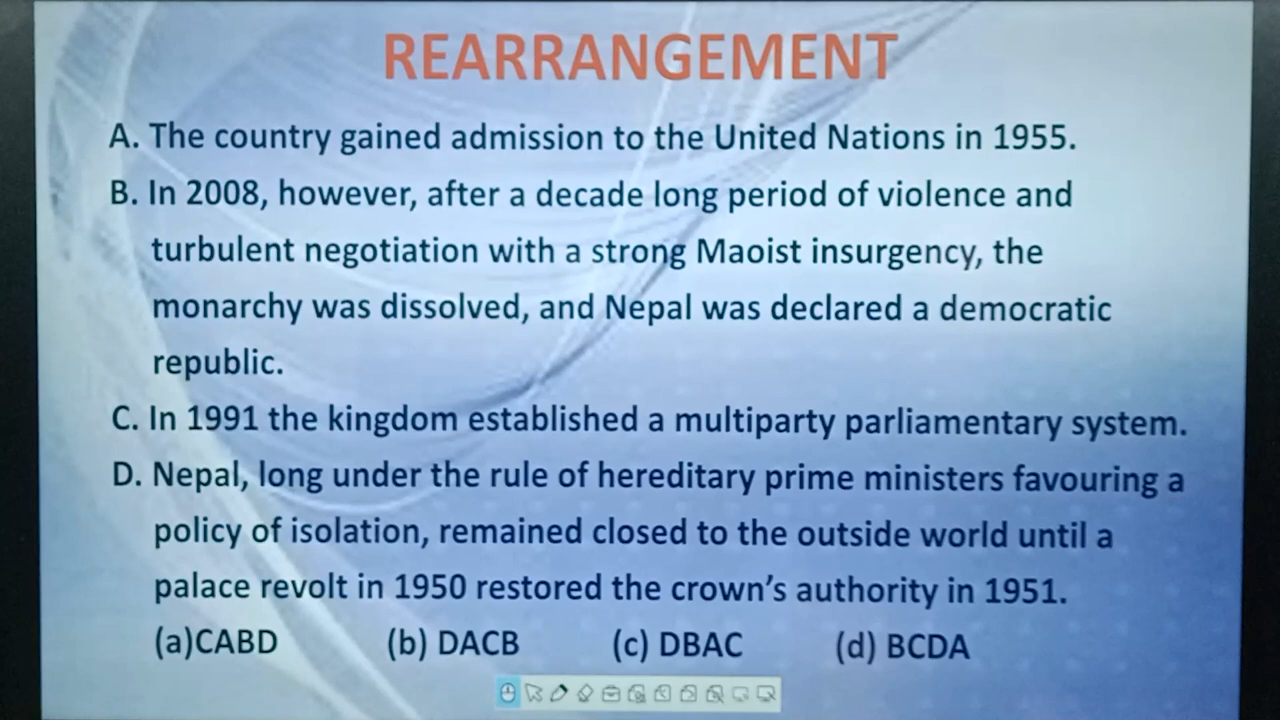 REARRANGEMENT
A. The country gained admission to the United Nations in 1955.
B. In 2008, however, after a decade long period of violence and
turbulent negotiation with a strong Maoist insurgency, the
monarchy was dissolved, and Nepal was declared a democratic
republic.
C. In 1991 the kingdom established a multiparty parliamentary system.
D. Nepal, long under the rule of hereditary prime ministers favouring a
policy of isolation, remained closed to the outside world until a
palace revolt in 1950 restored the crown's authority in 1951.
(a)CABD (b) DACB (c) DBAC (d) BCDA